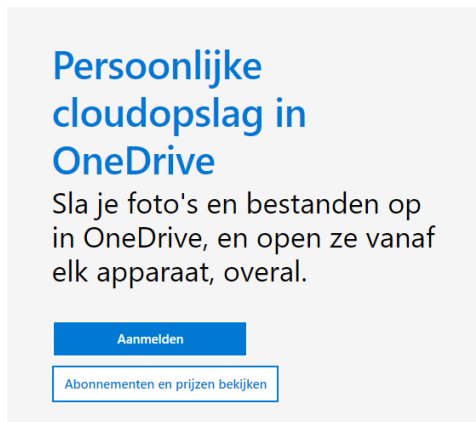 Persoonlijke
cloudopslag in
OneDrive
Sla je foto's en bestanden op
in OneDrive, en open ze vanaf
elk apparaat, overal.
Aanmelden
Abonnementen en prijzen bekijken